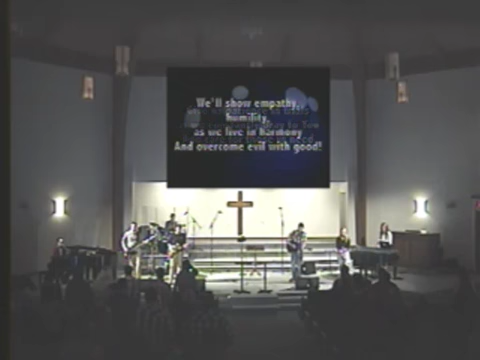 We'll show empathy,
humility,
as we live in harmony
And overcome evil with good!